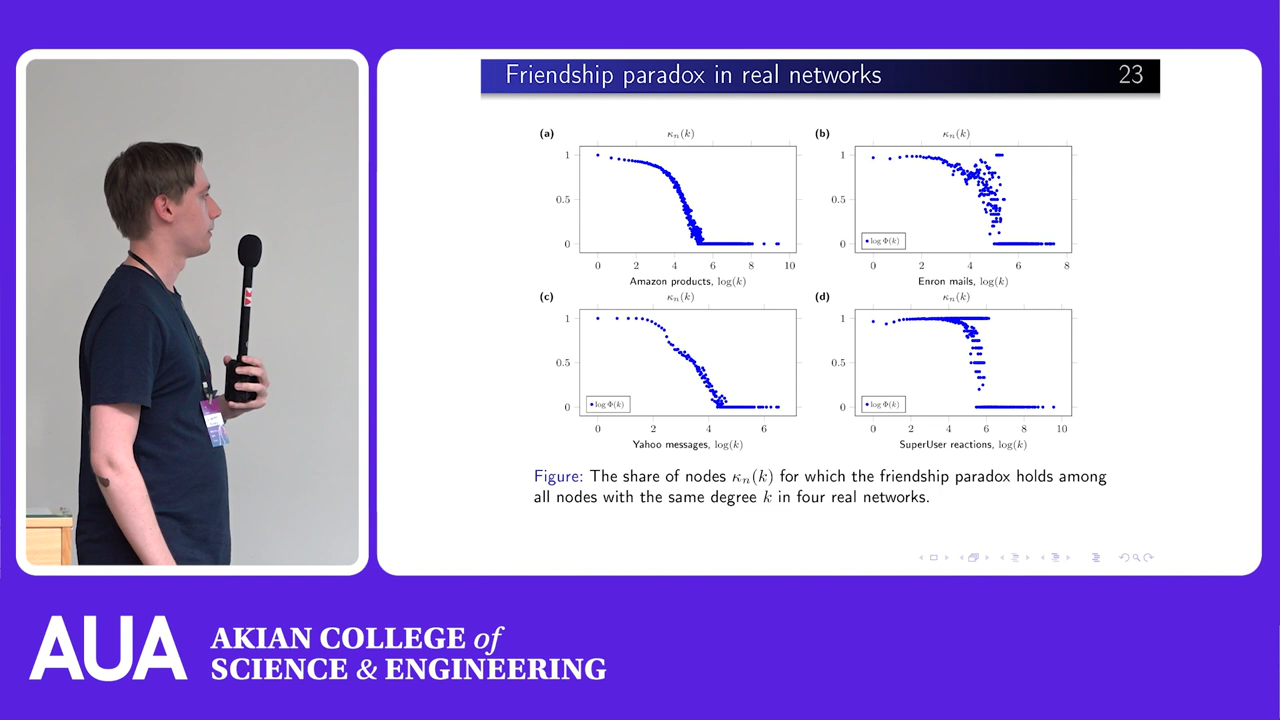 Friendship paradox in real networks 23
(a) κₙ(k)
1
0.5
0
0 2 4 6 8 10
Amazon products, log(k)
(b) κₙ(k)
1
0.5
0
log Φ(k)
0 2 4 6 8
Enron mails, log(k)
(c) κₙ(k)
1
0.5
0
log Φ(k)
0 2 4 6
Yahoo messages, log(k)
(d) κₙ(k)
1
0.5
0
log Φ(k)
0 2 4 6 8 10
SuperUser reactions, log(k)
Figure: The share of nodes κₙ(k) for which the friendship paradox holds among
all nodes with the same degree k in four real networks.
AUA
AKIAN COLLEGE of
SCIENCE & ENGINEERING